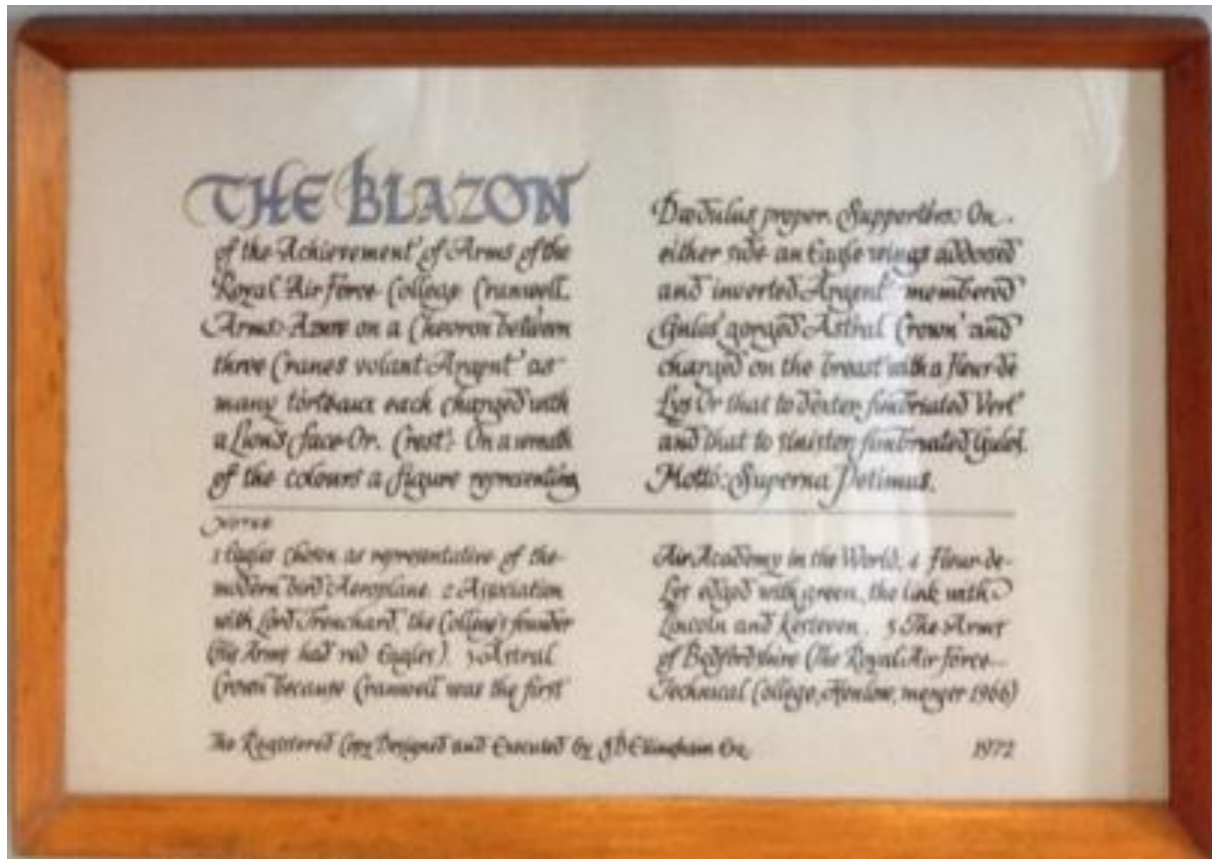 THE BLAZON
of the Achievement of Arms of the
Royal Air Force College Cranwell.
Arms: Azure on a Chevron between
three Cranes volant Argent as
many torteaux each charged with
a Lion's face Or. Crest: On a wreath
of the colours a figure representing
Dædulus proper. Supporters: On
either side an Eagle wings addorsed
and inverted Argent membered
Gules gorged Astral Crown and
charged on the breast with a Fleur-de
Lys Or that to dexter fimbriated Vert
and that to sinister fimbriated Gules.
Motto: Superna Petimus.
NOTES
1 Eagles chosen as representative of the
modern bird Aeroplane. 2 Association
with Lord Trenchard, the College's founder
(his Arms had red Eagles). 3 Astral
Crown because Cranwell was the first
Air Academy in the World. 4 Fleur-de-
Lys edged with green, the link with
Lincoln and Kesteven. 5 The Arms
of Bedfordshire (The Royal Air Force
Technical College, Henlow, merger 1966)
The Registered Copy Designed and Executed by Ellingham Esq.
1972